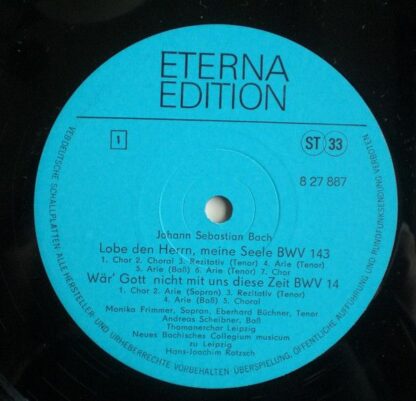 ETERNA
EDITION
1
ST 33
8 27 887
Johann Sebastian Bach
Lobe den Herrn, meine Seele BWV 143
1. Chor 2. Choral 3. Rezitativ (Tenor) 4. Arie (Tenor)
5. Arie (Baß) 6. Arie (Tenor) 7. Chor
Wär' Gott nicht mit uns diese Zeit BWV 14
1. Chor 2. Arie (Sopran) 3. Rezitativ (Tenor)
4. Arie (Baß) 5. Choral
Monika Frimmer, Sopran, Eberhard Büchner, Tenor
Andreas Scheibner, Baß
Thomanerchor Leipzig
Neues Bachisches Collegium musicum
zu Leipzig
Hans-Joachim Rotzsch
VEB DEUTSCHE SCHALLPLATTEN ALLE HERSTELLER- UND URHEBERRECHTE VORBEHALTEN ÜBERSPIELUNG, ÖFFENTLICHE AUFFÜHRUNG UND RUNDFUNKSENDUNG VERBOTEN